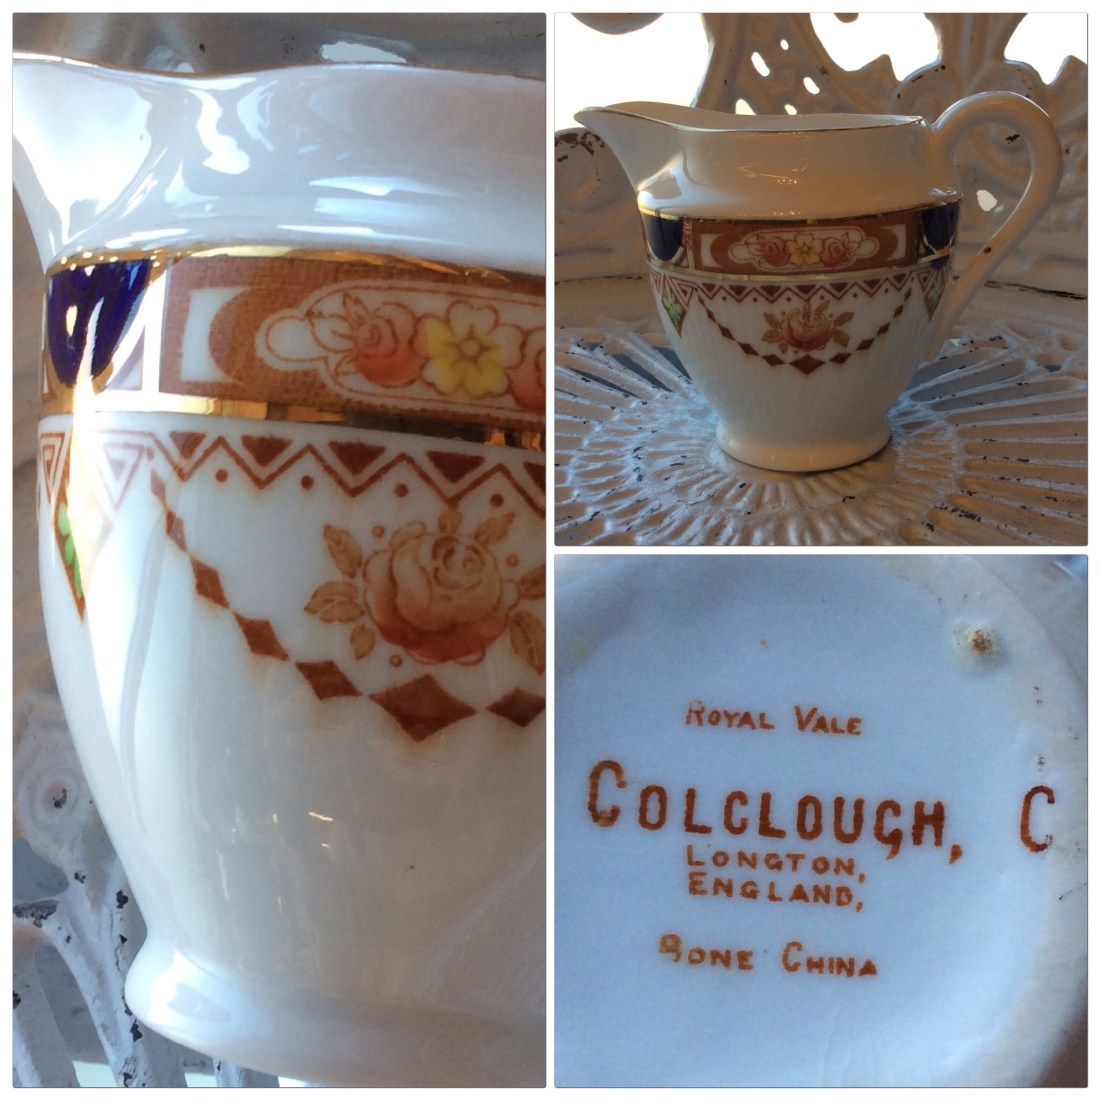 ROYAL VALE
COLCLOUGH, C
LONGTON,
ENGLAND,
BONE CHINA